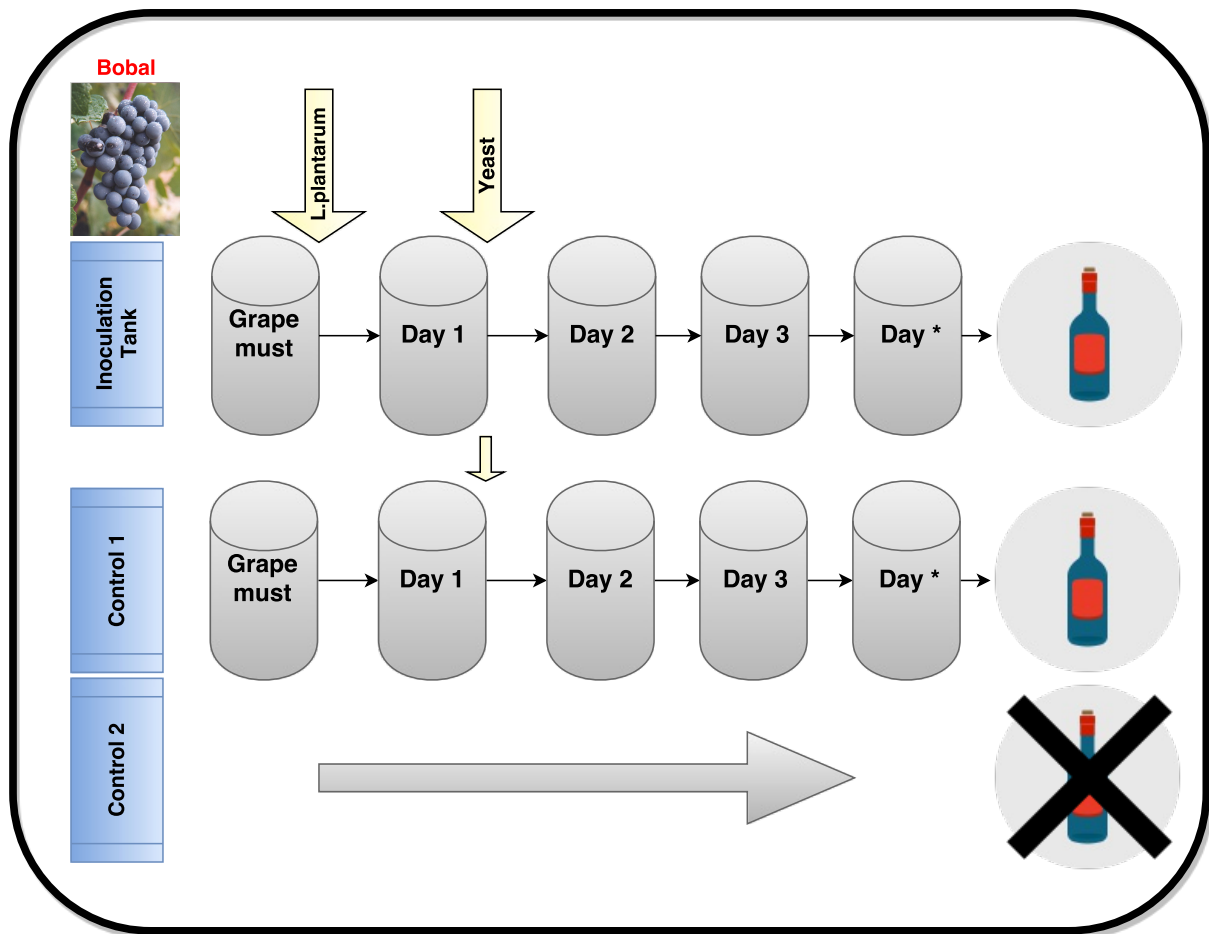 Bobal
L.plantarum
Yeast
Inoculation
Tank
Grape
must
Day 1
Day 2
Day 3
Day *
Control 1
Grape
must
Day 1
Day 2
Day 3
Day *
Control 2